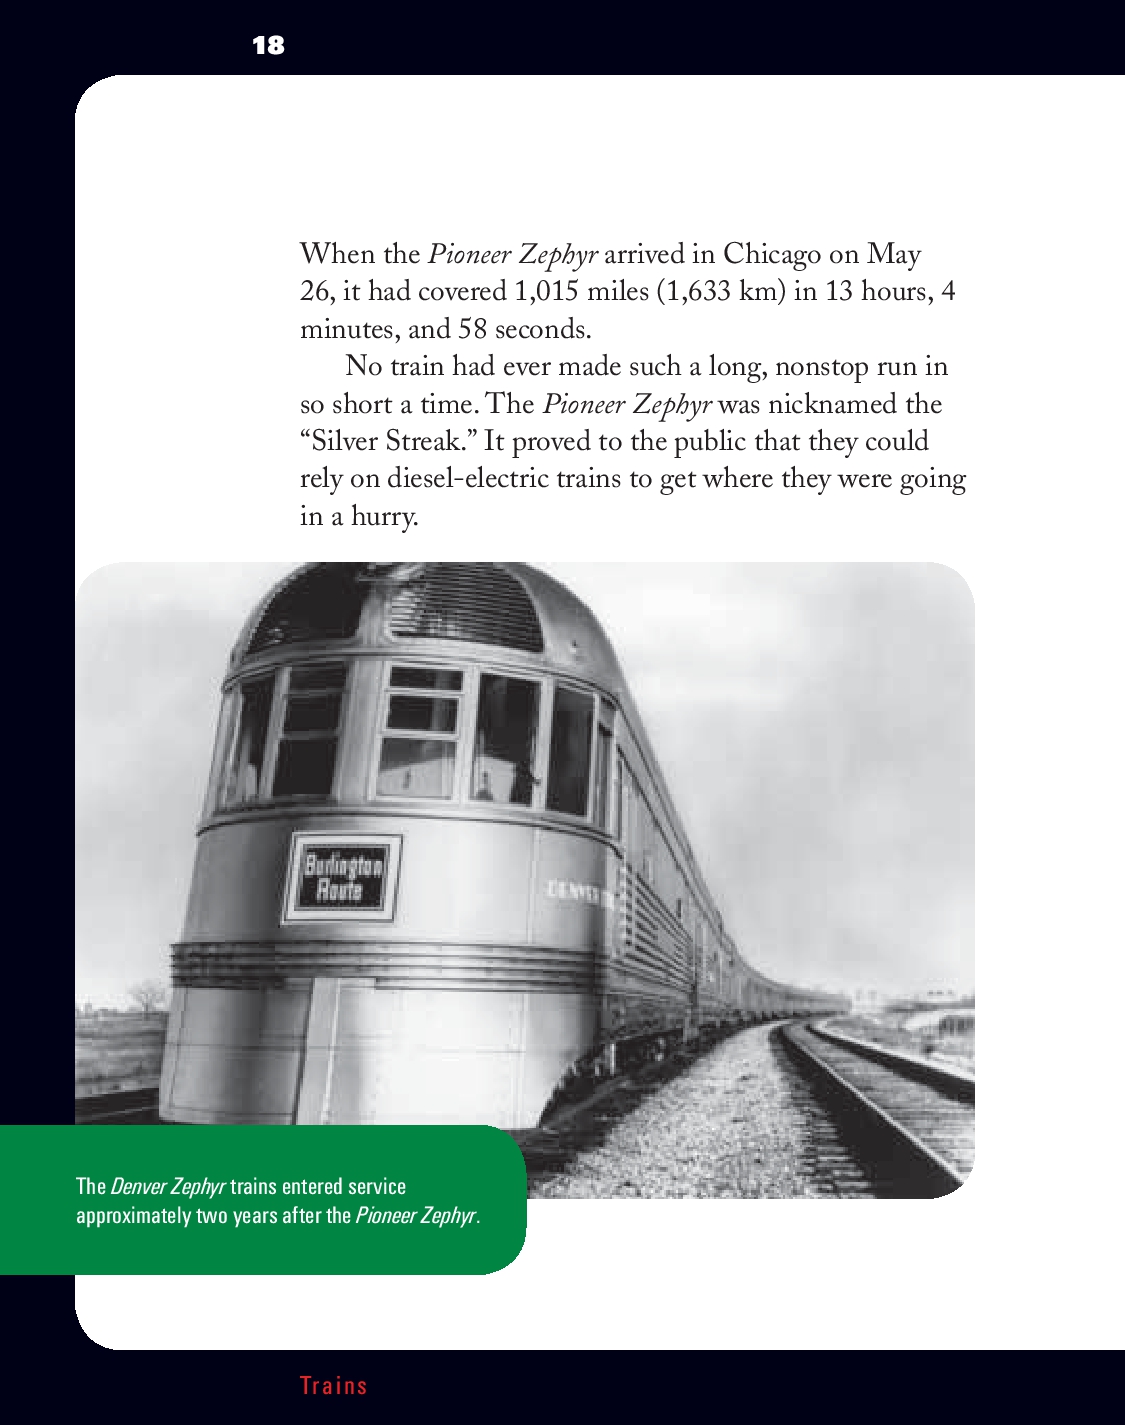 18
When the Pioneer Zephyr arrived in Chicago on May
26, it had covered 1,015 miles (1,633 km) in 13 hours, 4
minutes, and 58 seconds.
No train had ever made such a long, nonstop run in
so short a time. The Pioneer Zephyr was nicknamed the
“Silver Streak.” It proved to the public that they could
rely on diesel-electric trains to get where they were going
in a hurry.
Burlington
Route
DENVER
The Denver Zephyr trains entered service
approximately two years after the Pioneer Zephyr.
Trains